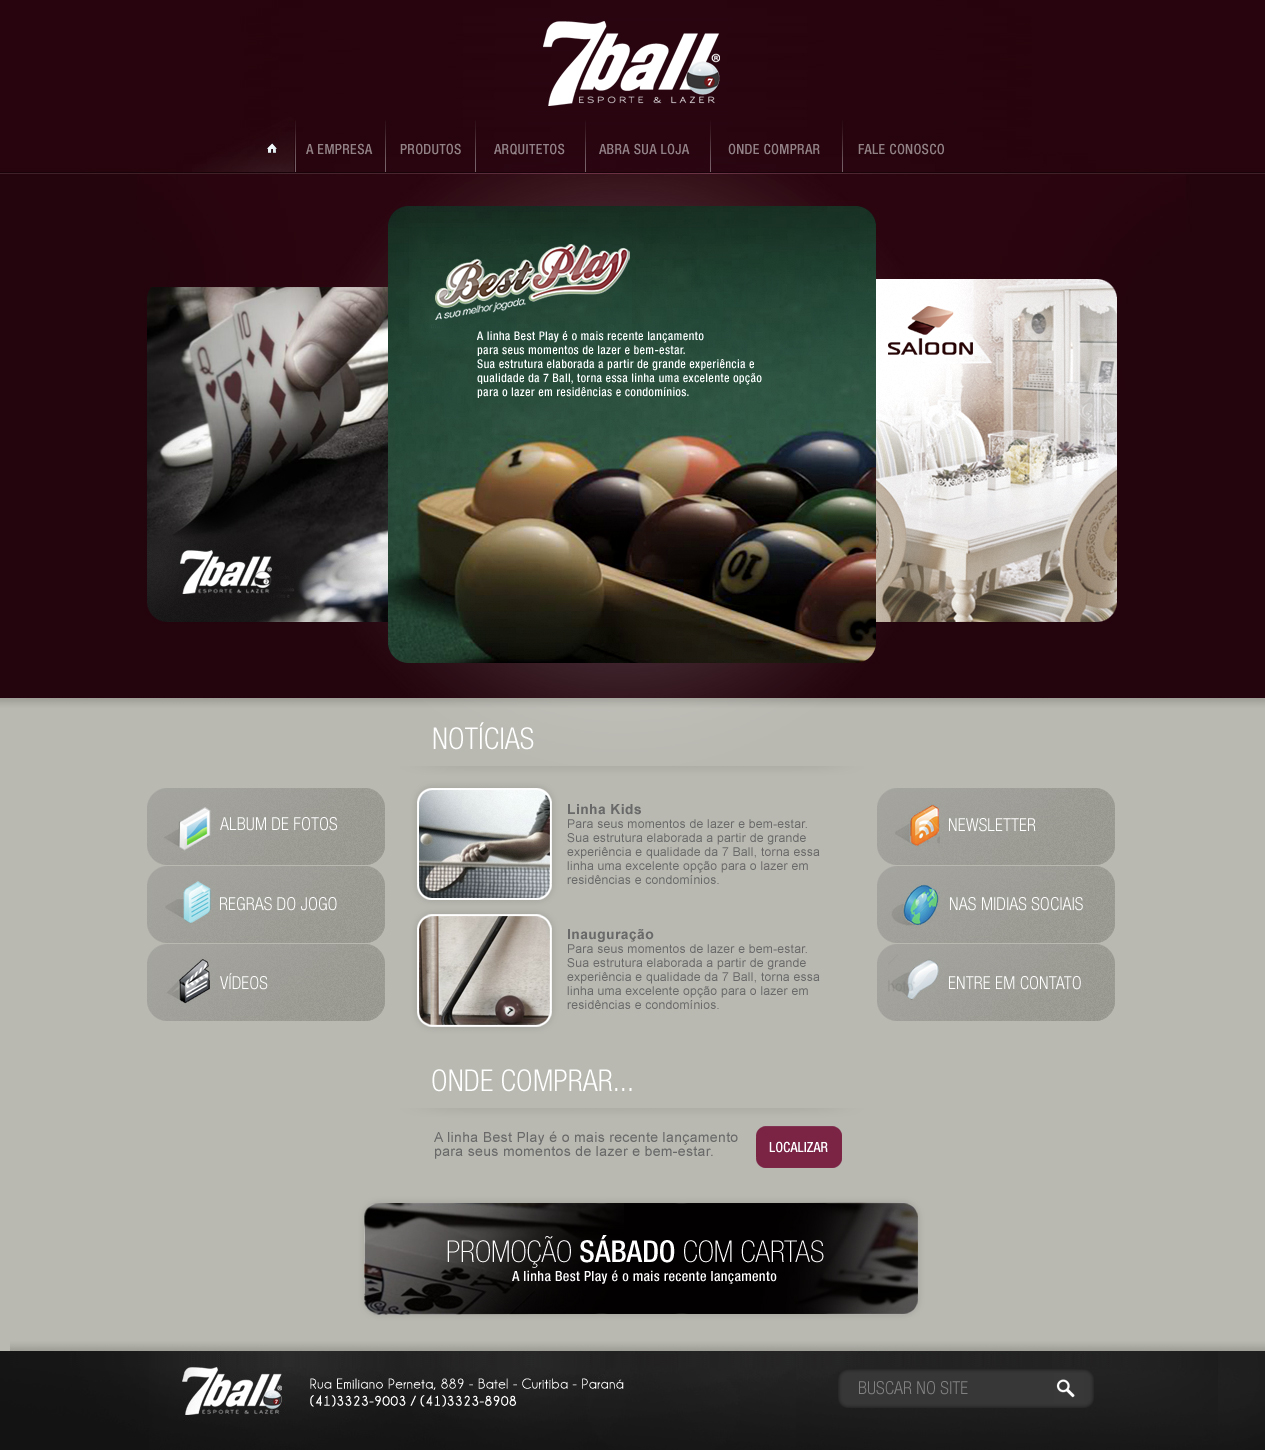 7ball®
7
ESPORTE & LAZER
A EMPRESA
PRODUTOS
ARQUITETOS
ABRA SUA LOJA
ONDE COMPRAR
FALE CONOSCO
Best Play
A sua melhor jogada.
A linha Best Play é o mais recente lançamento
para seus momentos de lazer e bem-estar.
Sua estrutura elaborada a partir de grande experiência e
qualidade da 7 Ball, torna essa linha uma excelente opção
para o lazer em residências e condomínios.
1
10
3
Q
10
7ball
ESPORTE & LAZER
SALOON
NOTÍCIAS
ALBUM DE FOTOS
REGRAS DO JOGO
VÍDEOS
Linha Kids
Para seus momentos de lazer e bem-estar.
Sua estrutura elaborada a partir de grande
experiência e qualidade da 7 Ball, torna essa
linha uma excelente opção para o lazer em
residências e condomínios.
Inauguração
Para seus momentos de lazer e bem-estar.
Sua estrutura elaborada a partir de grande
experiência e qualidade da 7 Ball, torna essa
linha uma excelente opção para o lazer em
residências e condomínios.
NEWSLETTER
NAS MIDIAS SOCIAIS
ENTRE EM CONTATO
ONDE COMPRAR...
A linha Best Play é o mais recente lançamento
para seus momentos de lazer e bem-estar.
LOCALIZAR
PROMOÇÃO SÁBADO COM CARTAS
A linha Best Play é o mais recente lançamento
7ball
7
ESPORTE & LAZER
Rua Emiliano Perneta, 889 - Batel - Curitiba - Paraná
(41)3323-9003 / (41)3323-8908
BUSCAR NO SITE